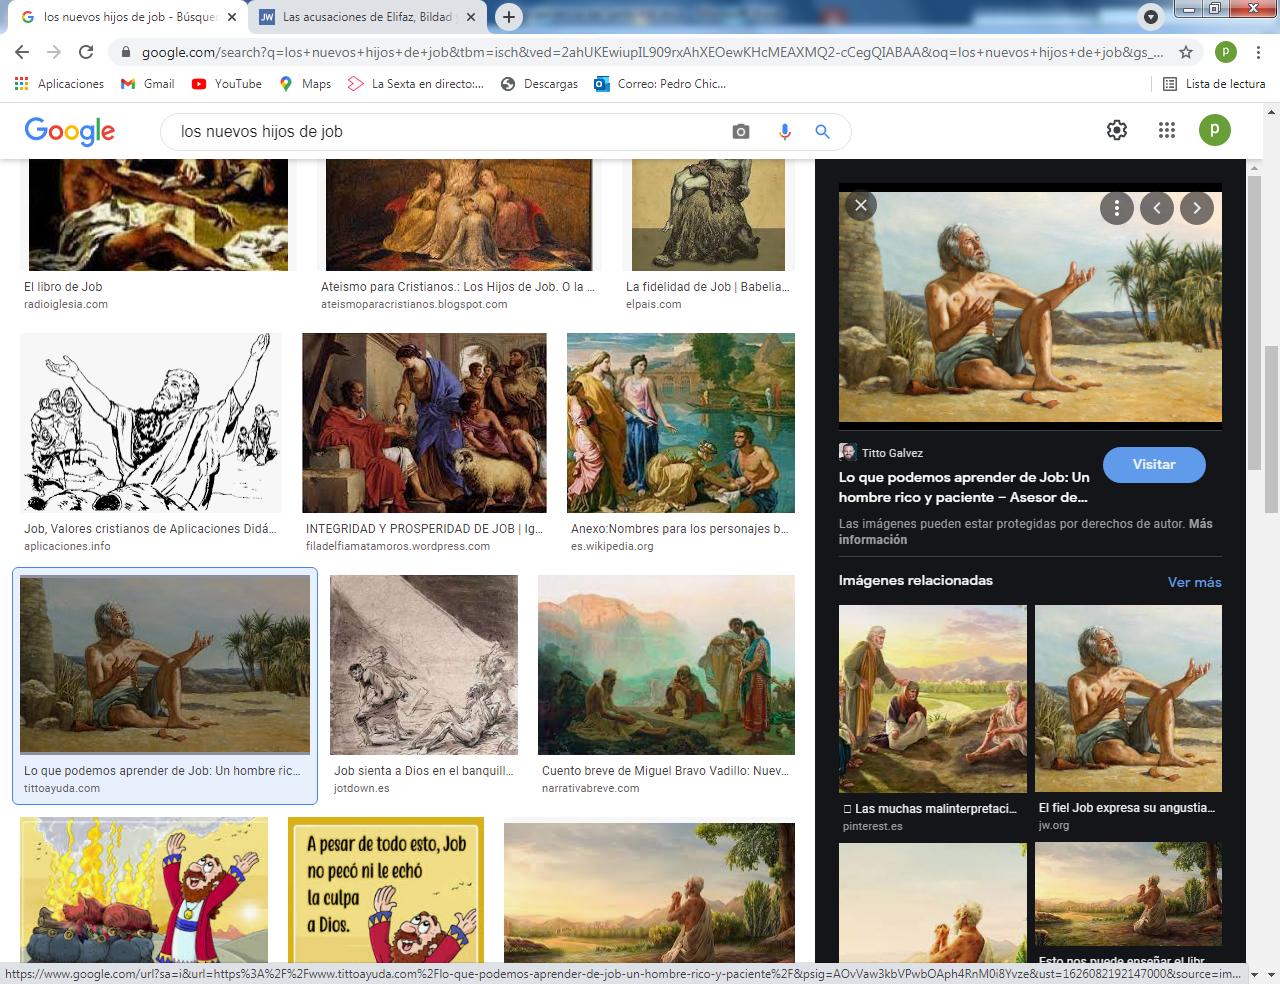 los nuevos hijos de job - Búsque
Las acusaciones de Elifaz, Bildad
google.com/search?q=los+nuevos+hijos+de+job&tbm=isch&ved=2ahUKEwiupIL909rxAhXEOewKHcMEAXMQ2-cCegQIABAA&oq=los+nuevos+hijos+de+job&gs_...
p
Aplicaciones
Gmail
YouTube
Maps
La Sexta en directo:...
Descargas
Correo: Pedro Chic...
Lista de lectura
Google
los nuevos hijos de job
p
El libro de Job
radioiglesia.com
Ateismo para Cristianos.: Los Hijos de Job. O la ...
ateismoparacristianos.blogspot.com
La fidelidad de Job | Babelia...
elpais.com
Job, Valores cristianos de Aplicaciones Didá...
aplicaciones.info
INTEGRIDAD Y PROSPERIDAD DE JOB | Ig...
filadelfiamatamoros.wordpress.com
Anexo:Nombres para los personajes b...
es.wikipedia.org
Lo que podemos aprender de Job: Un hombre ric...
tittoayuda.com
Job sienta a Dios en el banquill...
jotdown.es
Cuento breve de Miguel Bravo Vadillo: Nuev...
narrativabreve.com
A pesar de todo esto, Job
no pecó ni le echó
la culpa
a Dios.
Titto Galvez
Lo que podemos aprender de Job: Un
hombre rico y paciente – Asesor de...
Visitar
Las imágenes pueden estar protegidas por derechos de autor. Más
información
Imágenes relacionadas
Ver más
Las muchas malinterpretaci...
pinterest.es
El fiel Job expresa su angustia...
jw.org
Esto nos puede enseñar el libr
https://www.google.com/url?sa=i&url=https%3A%2F%2Fwww.tittoayuda.com%2Flo-que-podemos-aprender-de-job-un-hombre-rico-y-paciente%2F&psig=AOvVaw3kbVPwbOAph4RnM0i8Yvze&ust=1626082192147000&source=im...